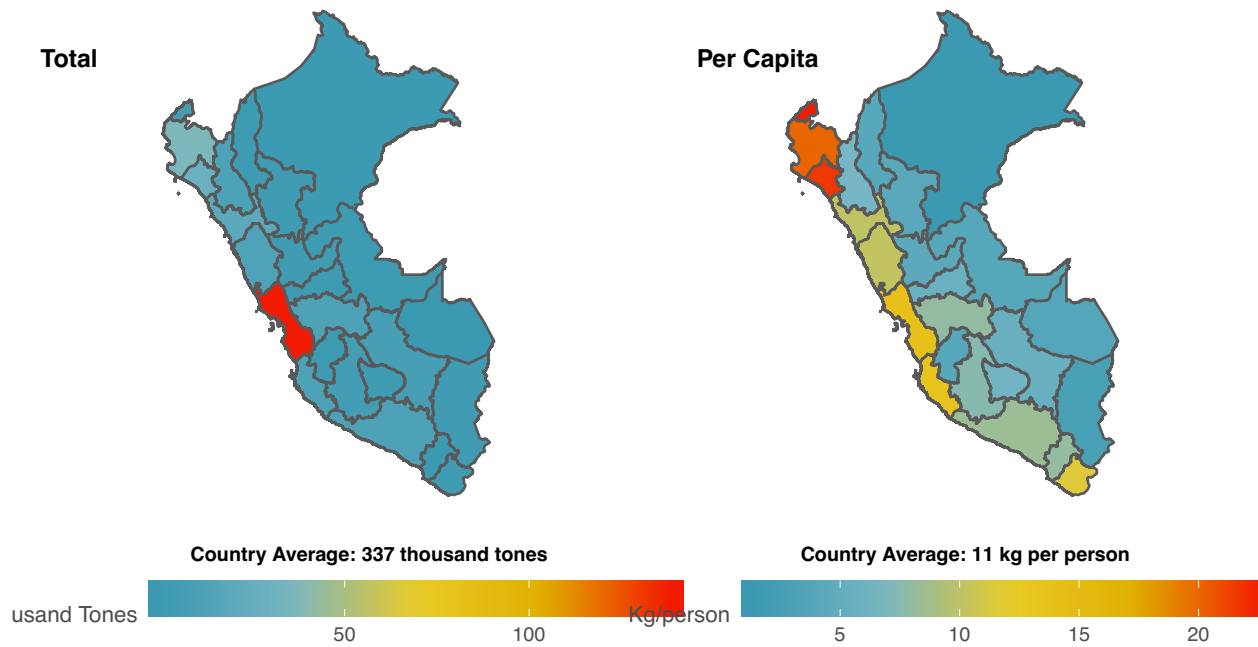 Total
Per Capita
Country Average: 337 thousand tones
Country Average: 11 kg per person
usand Tones
50
100
Kg/person
5
10
15
20